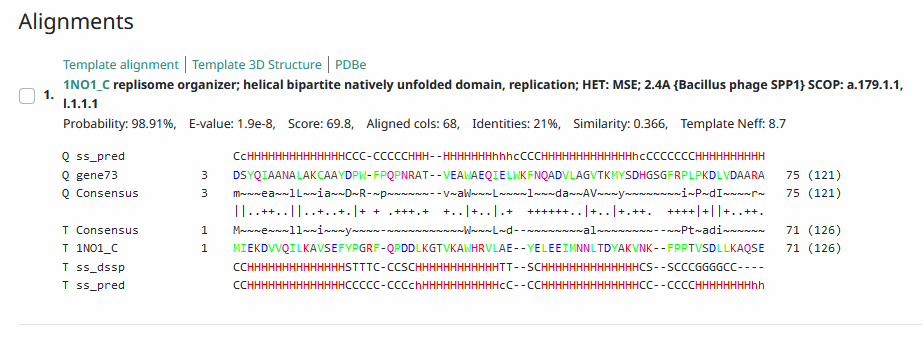 Alignments
Template alignment | Template 3D Structure | PDBe
1. 1NO1_C replisome organizer; helical bipartite natively unfolded domain, replication; HET: MSE; 2.4A {Bacillus phage SPP1} SCOP: a.179.1.1,
l.1.1.1
Probability: 98.91%, E-value: 1.9e-8, Score: 69.8, Aligned cols: 68, Identities: 21%, Similarity: 0.366, Template Neff: 8.7
Q ss_pred CcHHHHHHHHHHHHHHHCCC-CCCCCHHH--HHHHHHHhhhcCCCHHHHHHHHHHHHHHhcCCCCCCCHHHHHHHHHH
Q gene73 3 DSYQIAANALAKCAAYDPW-FPQPNRAT--VEAWAEQIELWKFNQADVLAGVTKMYSDHGSGFRPLPKDLVDAARA 75 (121)
Q Consensus 3 m~~~ea~~lL~~ia~~D~R-~p~~~~~~--v~aW~~L~~~~l~~~da~~AV~~~y~~~~~~~~~i~P~dI~~~~r~ 75 (121)
||..++..||..+..+.|+ + .+++.+ +..|..|.+ ++++++..|+..|..|.++. ++++|+||+..++.
T Consensus 1 M~~~e~~~ll~~i~~~y~~~~~-~~~~~~~~~~~~W~~~L~d--~~~~~~~~al~~~~~~~~~--~~Pt~adi~~~~~ 71 (126)
T 1NO1_C 1 MIEKDVVQILKAVSEFYPGRF-QPDDLKGTVKAWHRVLAE--YELEEIMNNLTDYAKVNK--FPPTVSDLLKAQSE 71 (126)
T ss_dssp CCHHHHHHHHHHHHHHSTTTC-CCSCHHHHHHHHHHHHTT--SCHHHHHHHHHHHHHHCS--SCCCGGGGCC----
T ss_pred CCHHHHHHHHHHHHHHCCCCC-CCCcHHHHHHHHHHHcC--CCHHHHHHHHHHHHHHHCC--CCCCHHHHHHHHhh